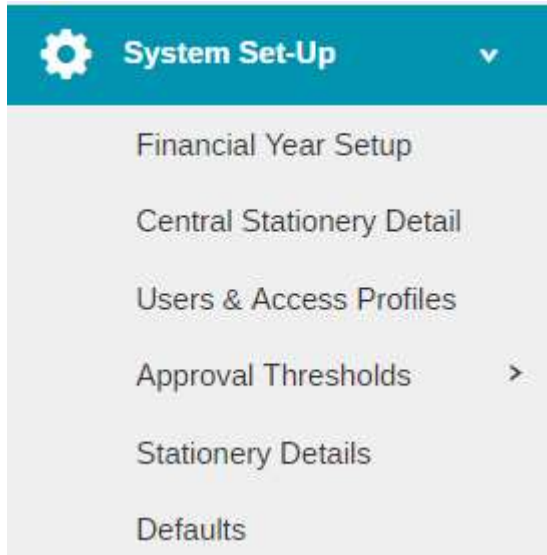 System Set-Up
Financial Year Setup
Central Stationery Detail
Users & Access Profiles
Approval Thresholds
Stationery Details
Defaults